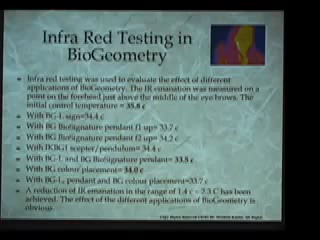 Infra Red Testing in
BioGeometry
Infra red testing was used to evaluate the effect of different
applications of BioGeometry. The IR emanation was measured on a
point on the forehead just above the middle of the eye brows. The
initial control temperature = 35.8 c
With BG-L sign=34.4 c
With BG BioSignature pendant f1 up= 33.7 c
With BG BioSignature pendant f2 up= 34.2 c
With pendulum= 34.4 c
With BG-L and BG BioSignature pendant= 33.5 c
With BG colour placement= 34.0 c
With BG-L, pendant and BG colour placement=33.7 c
A reduction of IR emanation in the range of 1.4 c - 2.3 C has been
achieved. The effect of the different applications of BioGeometry is
obvious.